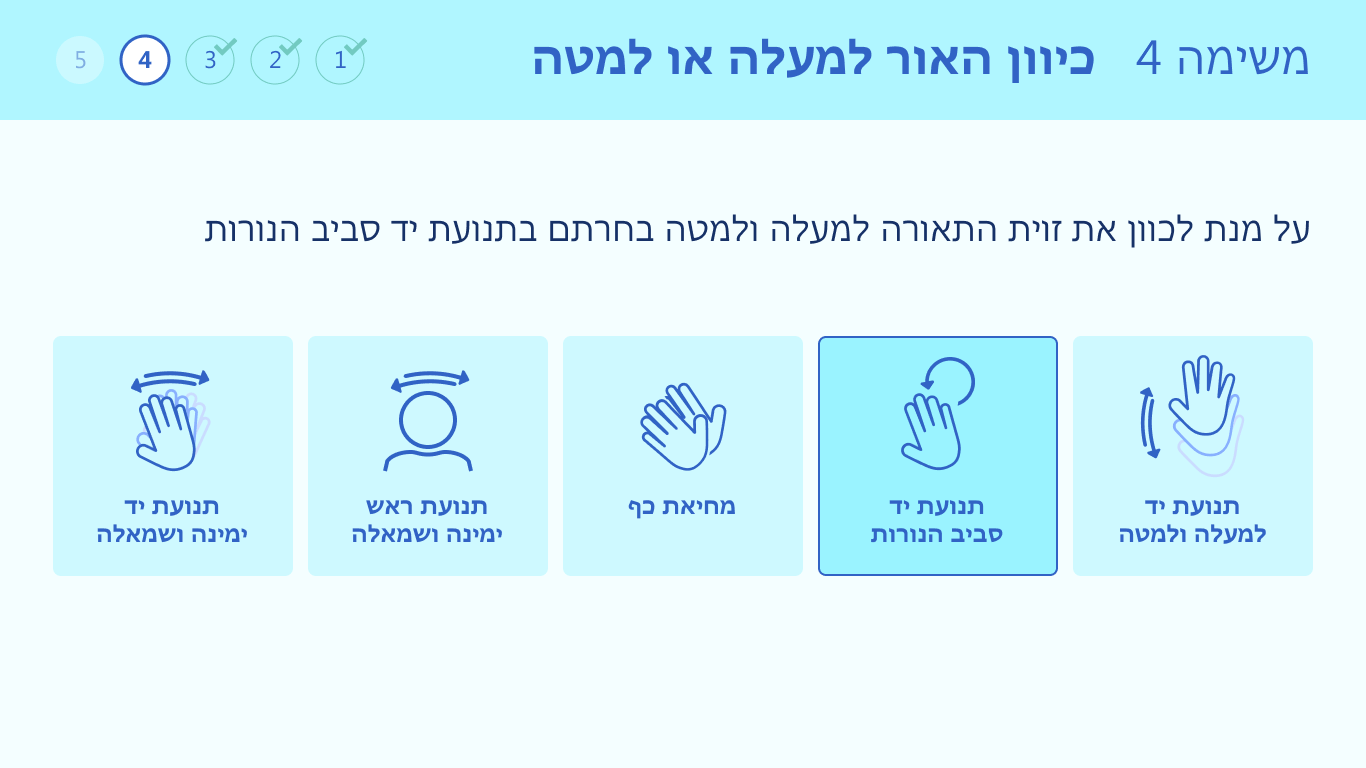 משימה 4 כיוון האור למעלה או למטה
1 2 3 4 5
על מנת לכוון את זוית התאורה למעלה ולמטה בחרתם בתנועת יד סביב הנורות
תנועת יד
למעלה ולמטה
תנועת יד
סביב הנורות
מחיאת כף
תנועת ראש
ימינה ושמאלה
תנועת יד
ימינה ושמאלה